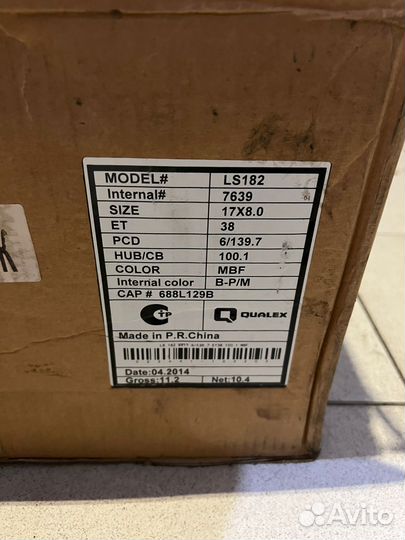 MODEL# LS182
Internal# 7639
SIZE 17X8.0
ET 38
PCD 6/139.7
HUB/CB 100.1
COLOR MBF
Internal color B-P/M
CAP # 688L129B
QUALEX
Made in P.R.China
Date:04.2014
Gross:11.2 Net:10.4
Avito